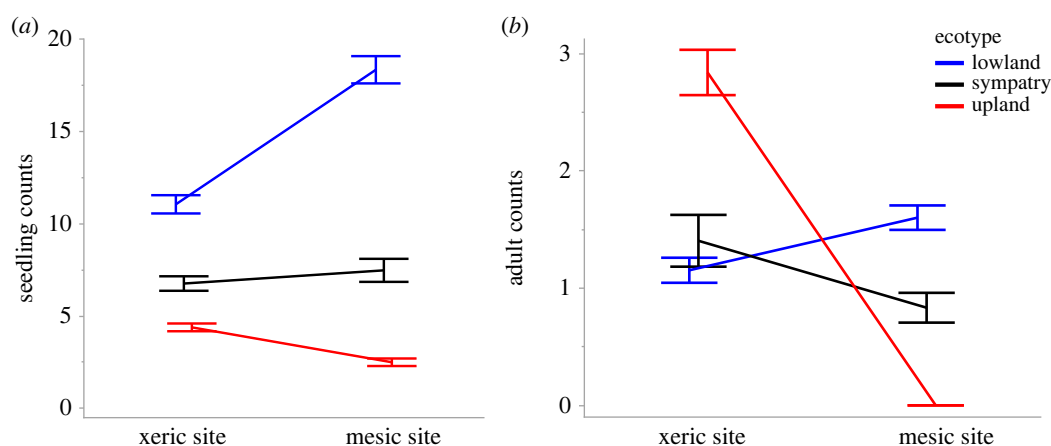 (a)
20
15
10
5
0
seedling counts
xeric site
mesic site
(b)
3
2
1
0
adult counts
xeric site
mesic site
ecotype
lowland
sympatry
upland